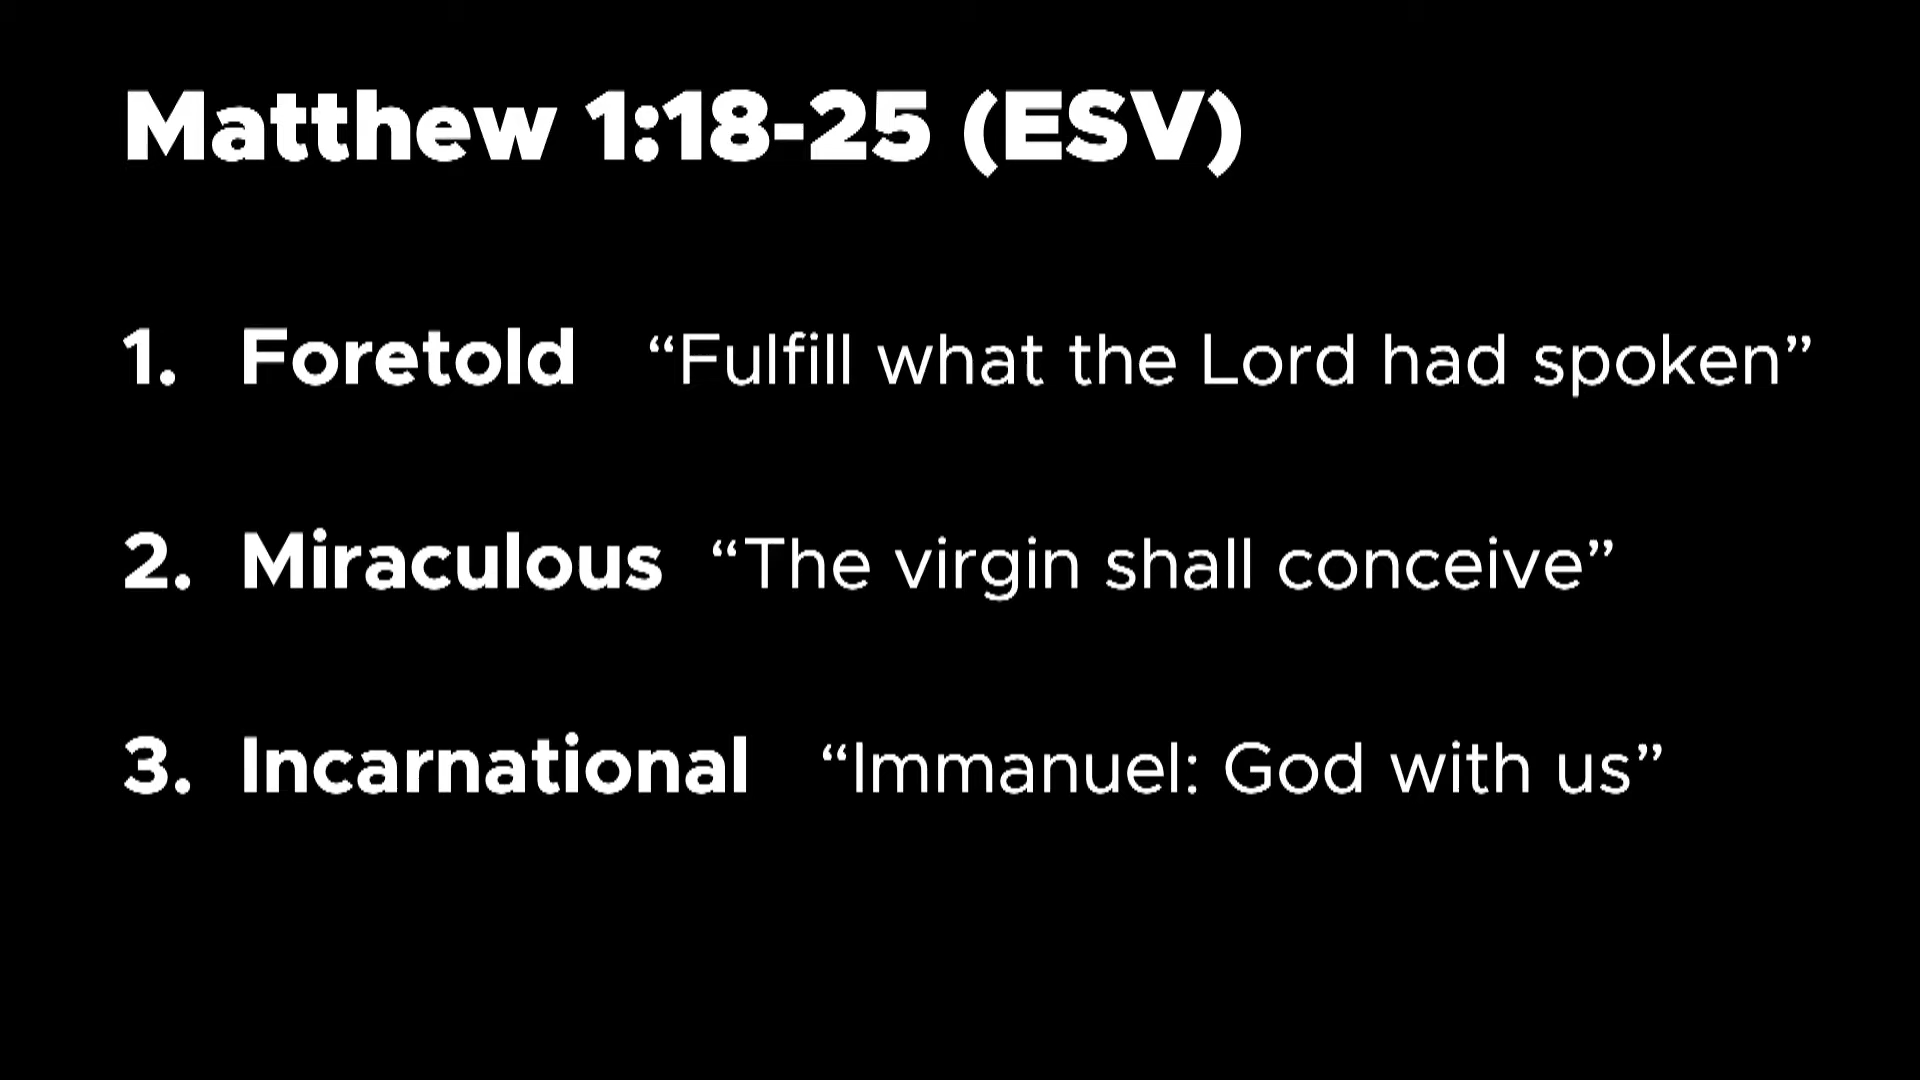 Matthew 1:18-25 (ESV)
1. Foretold “Fulfill what the Lord had spoken”
2. Miraculous “The virgin shall conceive”
3. Incarnational “Immanuel: God with us”